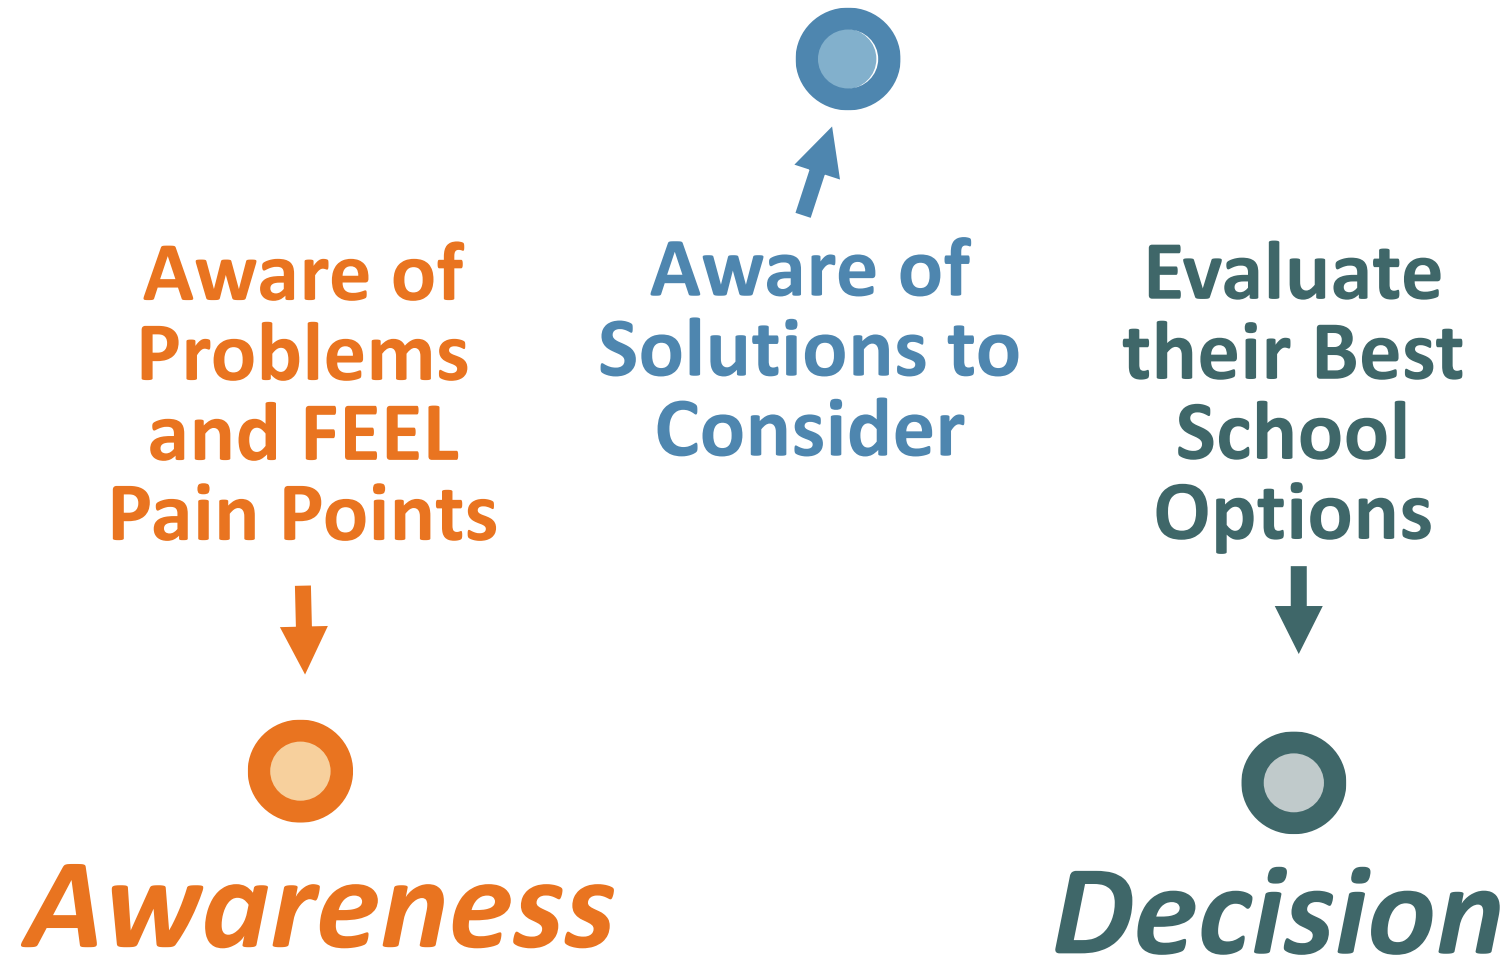 Aware of
Problems
and FEEL
Pain Points
Aware of
Solutions to
Consider
Evaluate
their Best
School
Options
Awareness
Decision